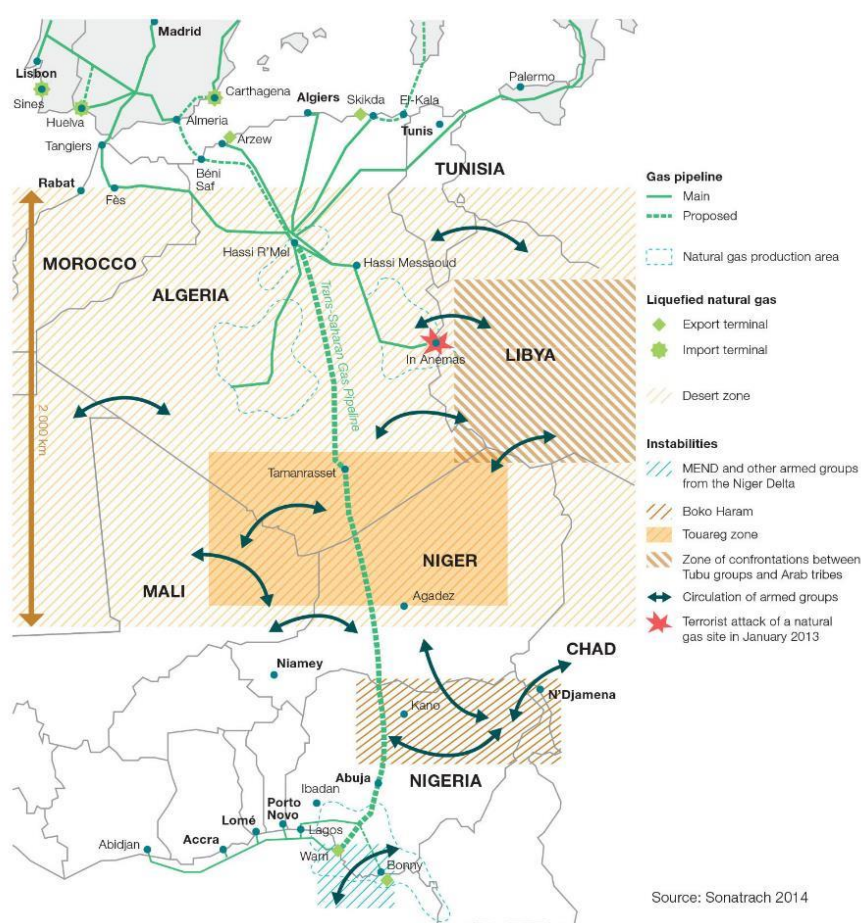 Madrid
Lisbon
Sines
Huelva
Carthagena
Almeria
Algiers
Skikda
El-Kala
Palermo
Tangiers
Arzew
Tunis
Béni
Saf
TUNISIA
Rabat
Fès
Hassi R'Mel
Hassi Messaoud
MOROCCO
ALGERIA
Trans-Saharan Gas Pipeline
In Anemas
LIBYA
2 000 km
Tamanrasset
NIGER
MALI
Agadez
CHAD
Niamey
N'Djamena
Kano
Abuja
NIGERIA
Ibadan
Porto
Novo
Lomé
Lagos
Accra
Abidjan
Warri
Bonny
Gas pipeline
Main
Proposed
Natural gas production area
Liquefied natural gas
Export terminal
Import terminal
Desert zone
Instabilities
MEND and other armed groups
from the Niger Delta
Boko Haram
Touareg zone
Zone of confrontations between
Tubu groups and Arab tribes
Circulation of armed groups
Terrorist attack of a natural
gas site in January 2013
Source: Sonatrach 2014